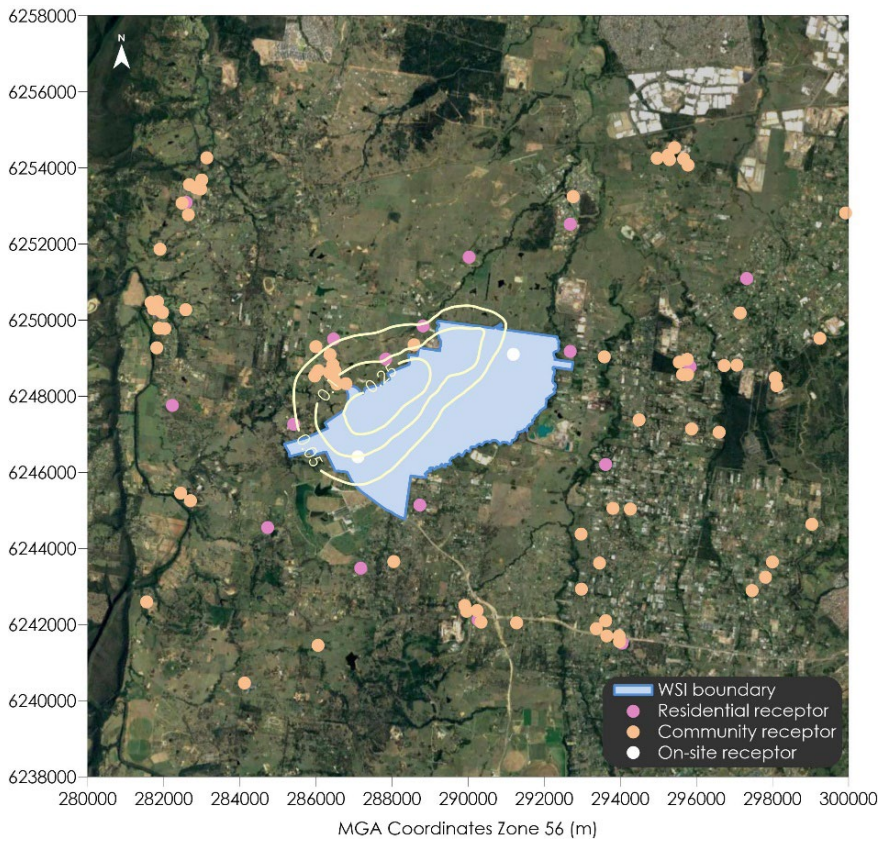 6258000
N
6256000
6254000
6252000
6250000
6248000
0.25
6246000
0.05
6244000
6242000
6240000
WSI boundary
Residential receptor
Community receptor
On-site receptor
6238000
280000 282000 284000 286000 288000 290000 292000 294000 296000 298000 300000
MGA Coordinates Zone 56 (m)